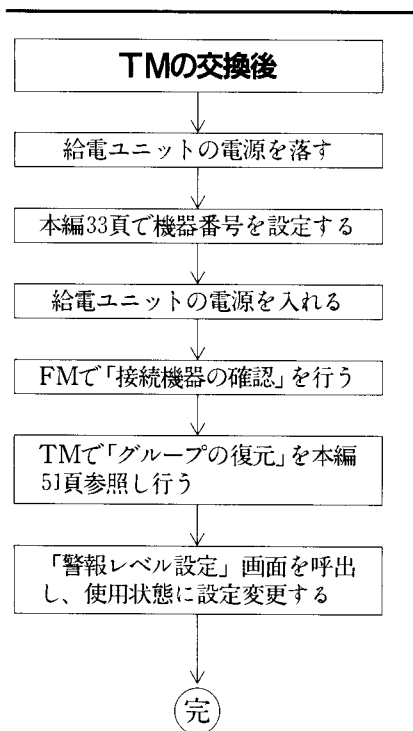 TMの交換後
給電ユニットの電源を落す
本編33頁で機器番号を設定する
給電ユニットの電源を入れる
FMで「接続機器の確認」を行う
TMで「グループの復元」を本編
51頁参照し行う
「警報レベル設定」画面を呼出
し、使用状態に設定変更する
完